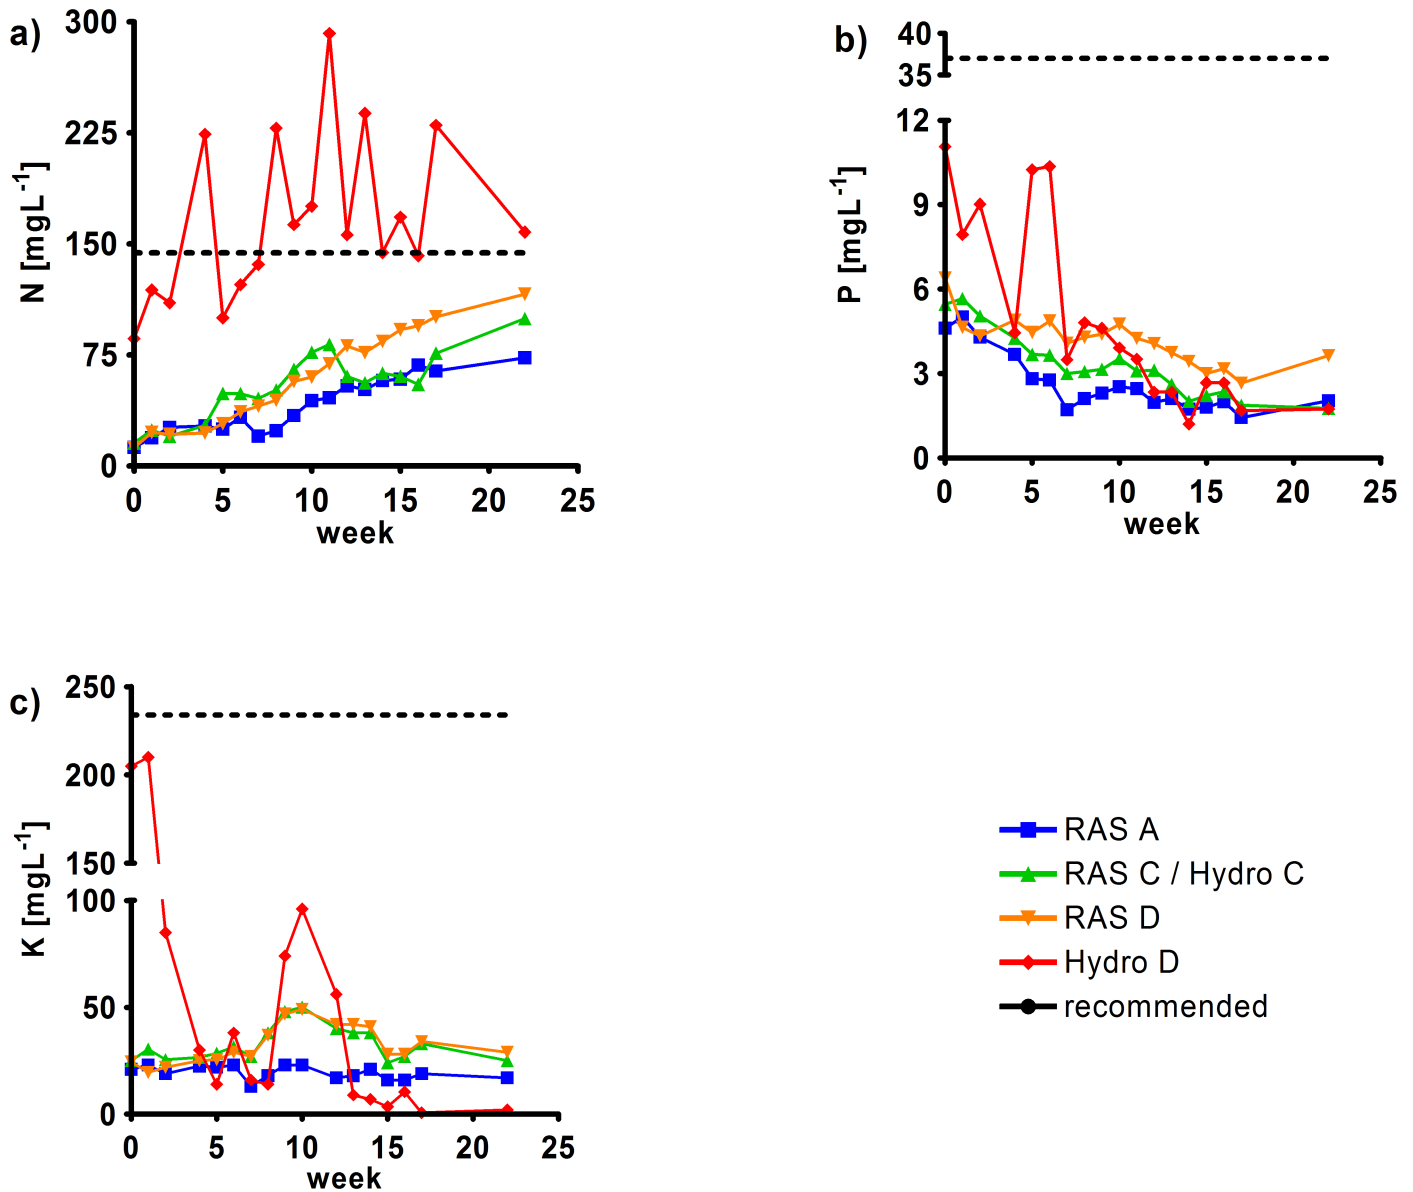 a)
300
225
150
75
0
N [mgL-1]
0 5 10 15 20 25
week
b)
40
35
12
9
6
3
0
P [mgL-1]
0 5 10 15 20 25
week
c)
250
200
150
100
50
0
K [mgL-1]
0 5 10 15 20 25
week
RAS A
RAS C / Hydro C
RAS D
Hydro D
recommended